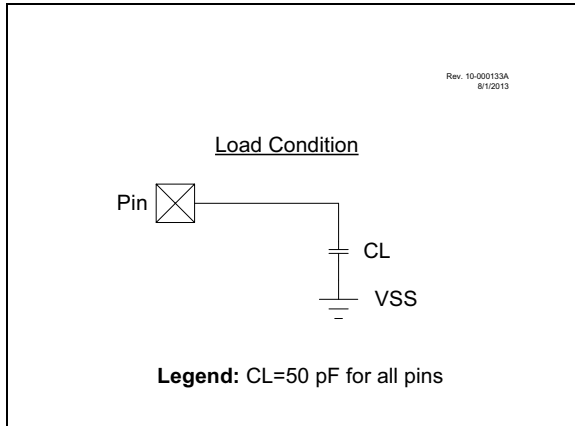 Rev. 10-000133A
8/1/2013
Load Condition
Pin
CL
VSS
Legend: CL=50 pF for all pins